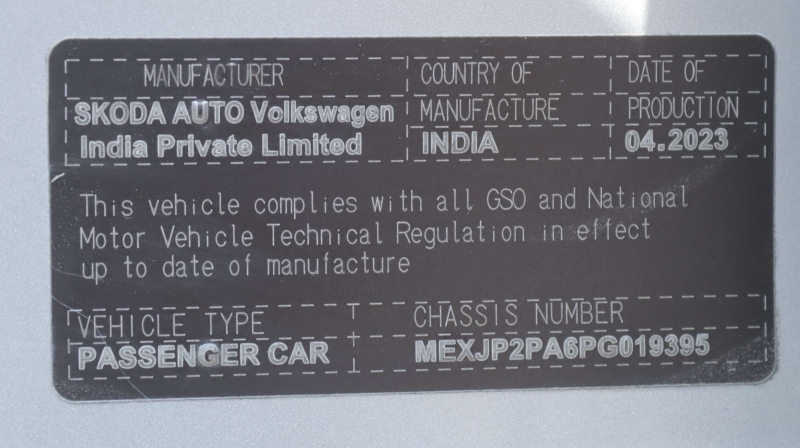 MANUFACTURER COUNTRY OF DATE OF
SKODA AUTO Volkswagen MANUFACTURE PRODUCTION
India Private Limited INDIA 04.2023
This vehicle complies with all GSO and National
Motor Vehicle Technical Regulation in effect
up to date of manufacture
VEHICLE TYPE CHASSIS NUMBER
PASSENGER CAR MEXJP2PA6PG019395